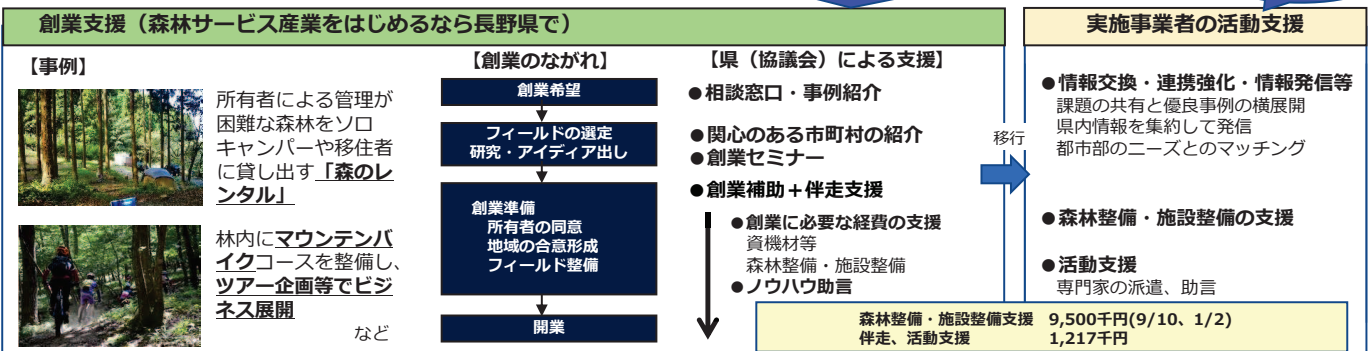 創業支援（森林サービス産業をはじめるなら長野県で）
【事例】
所有者による管理が
困難な森林をソロ
キャンパーや移住者
に貸し出す「森のレ
ンタル」
林内にマウンテンバ
イクコースを整備し、
ツアー企画等でビジ
ネス展開
など
【創業のながれ】
創業希望
フィールドの選定
研究・アイディア出し
創業準備
所有者の同意
地域の合意形成
フィールド整備
開業
【県（協議会）による支援】
●相談窓口・事例紹介
●関心のある市町村の紹介
●創業セミナー
●創業補助＋伴走支援
●創業に必要な経費の支援
資機材等
森林整備・施設整備
●ノウハウ助言
移行
実施事業者の活動支援
●情報交換・連携強化・情報発信等
課題の共有と優良事例の横展開
県内情報を集約して発信
都市部のニーズとのマッチング
●森林整備・施設整備の支援
●活動支援
専門家の派遣、助言
森林整備・施設整備支援 9,500千円(9/10、1/2)
伴走、活動支援 1,217千円